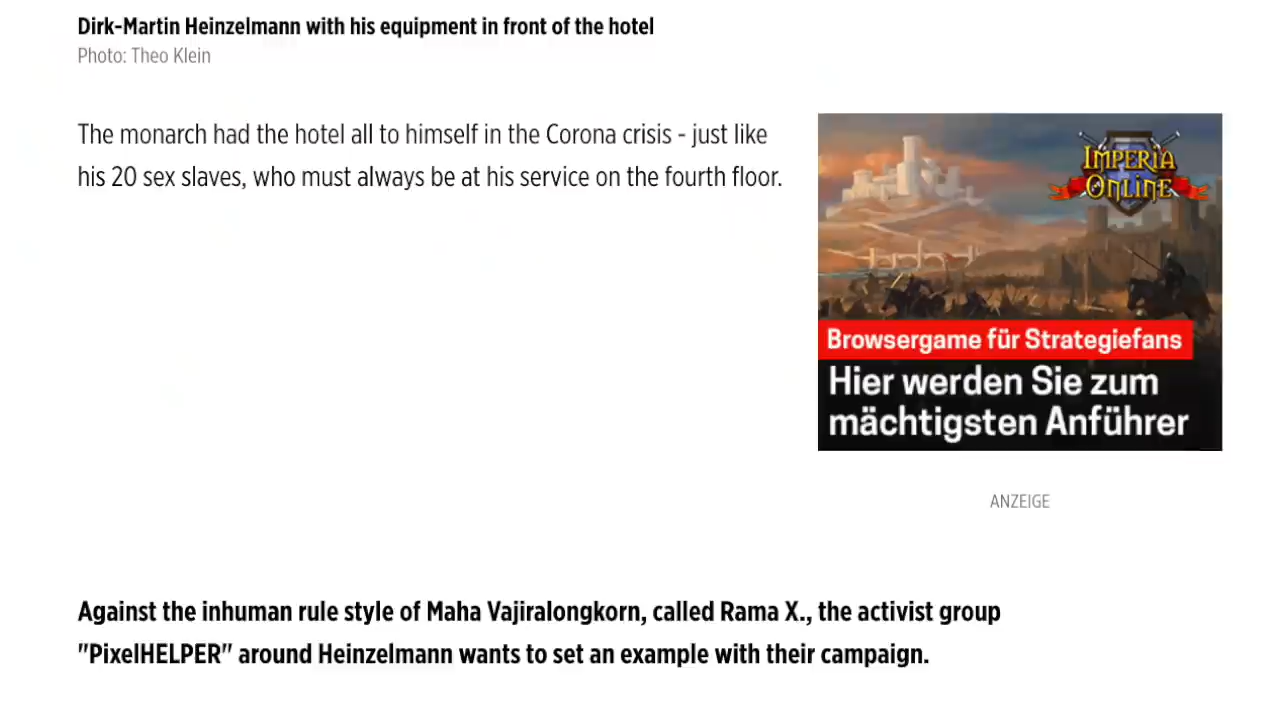 Dirk-Martin Heinzelmann with his equipment in front of the hotel
Photo: Theo Klein
The monarch had the hotel all to himself in the Corona crisis - just like
his 20 sex slaves, who must always be at his service on the fourth floor.
IMPERIA
ONLINE
Browsergame für Strategiefans
Hier werden Sie zum
mächtigsten Anführer
ANZEIGE
Against the inhuman rule style of Maha Vajiralongkorn, called Rama X., the activist group
"PixelHELPER" around Heinzelmann wants to set an example with their campaign.